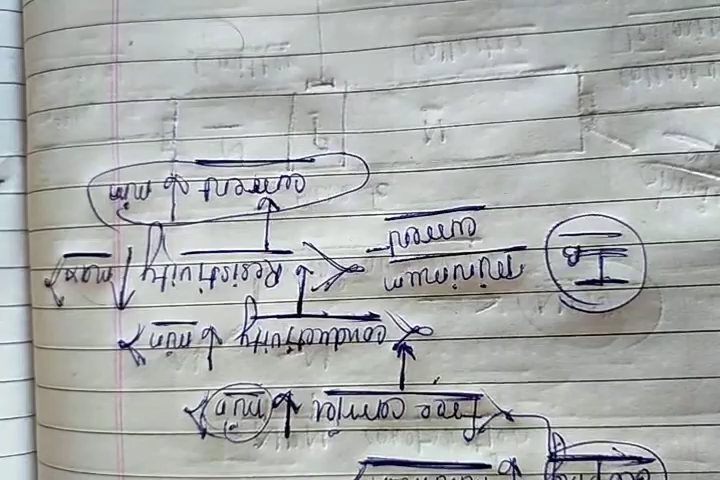 Free carrier ↓ min
conductivity ↓ min
I_B minimum Resistivity ↑ max
current
current ↓ min